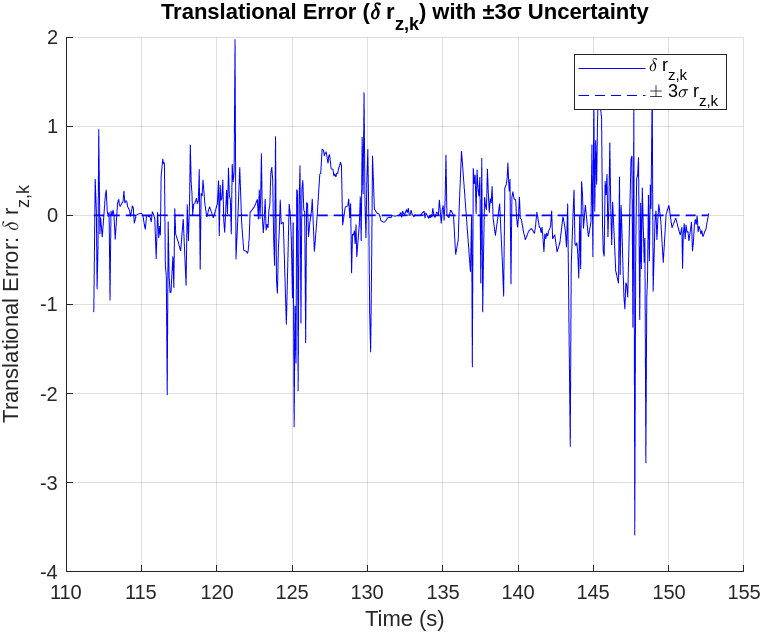 Translational Error (δ r_z,k) with ±3σ Uncertainty
δ r_z,k
± 3σ r_z,k
Translational Error: δ r_z,k
2
1
0
-1
-2
-3
-4
110 115 120 125 130 135 140 145 150 155
Time (s)